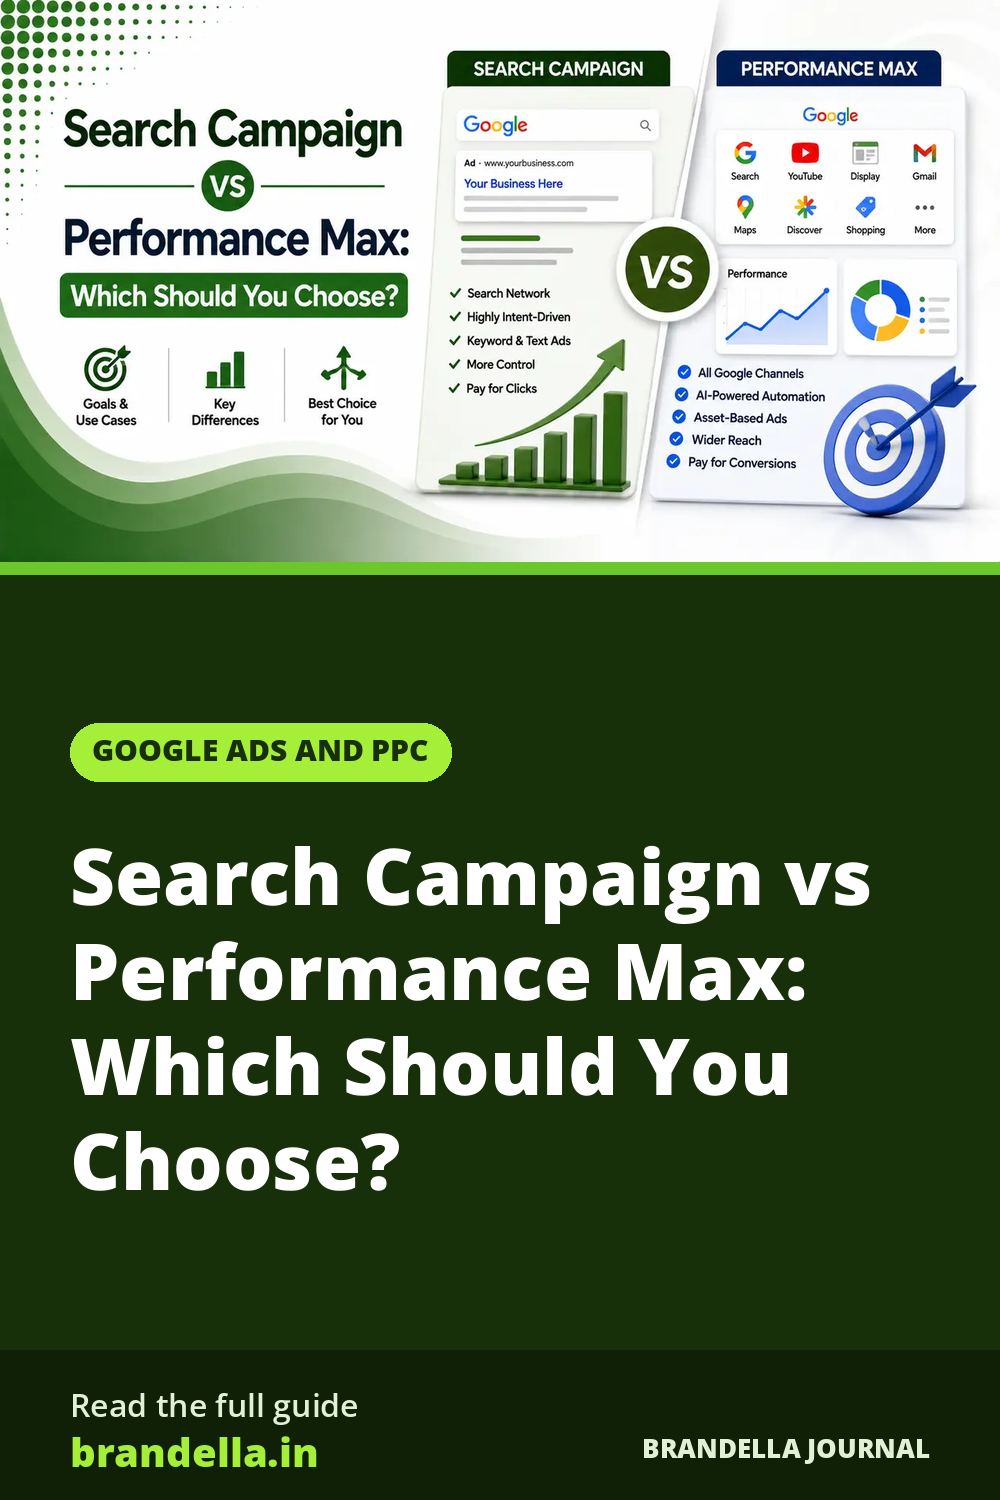 Search Campaign
VS
Performance Max:
Which Should You Choose?
Goals &
Use Cases
Key
Differences
Best Choice
for You
SEARCH CAMPAIGN
Google
Ad · www.yourbusiness.com
Your Business Here
Search Network
Highly Intent-Driven
Keyword & Text Ads
More Control
Pay for Clicks
VS
PERFORMANCE MAX
Google
Search YouTube Display Gmail
Maps Discover Shopping More
Performance
All Google Channels
AI-Powered Automation
Asset-Based Ads
Wider Reach
Pay for Conversions
GOOGLE ADS AND PPC
Search Campaign vs
Performance Max:
Which Should You
Choose?
Read the full guide
brandella.in
BRANDELLA JOURNAL